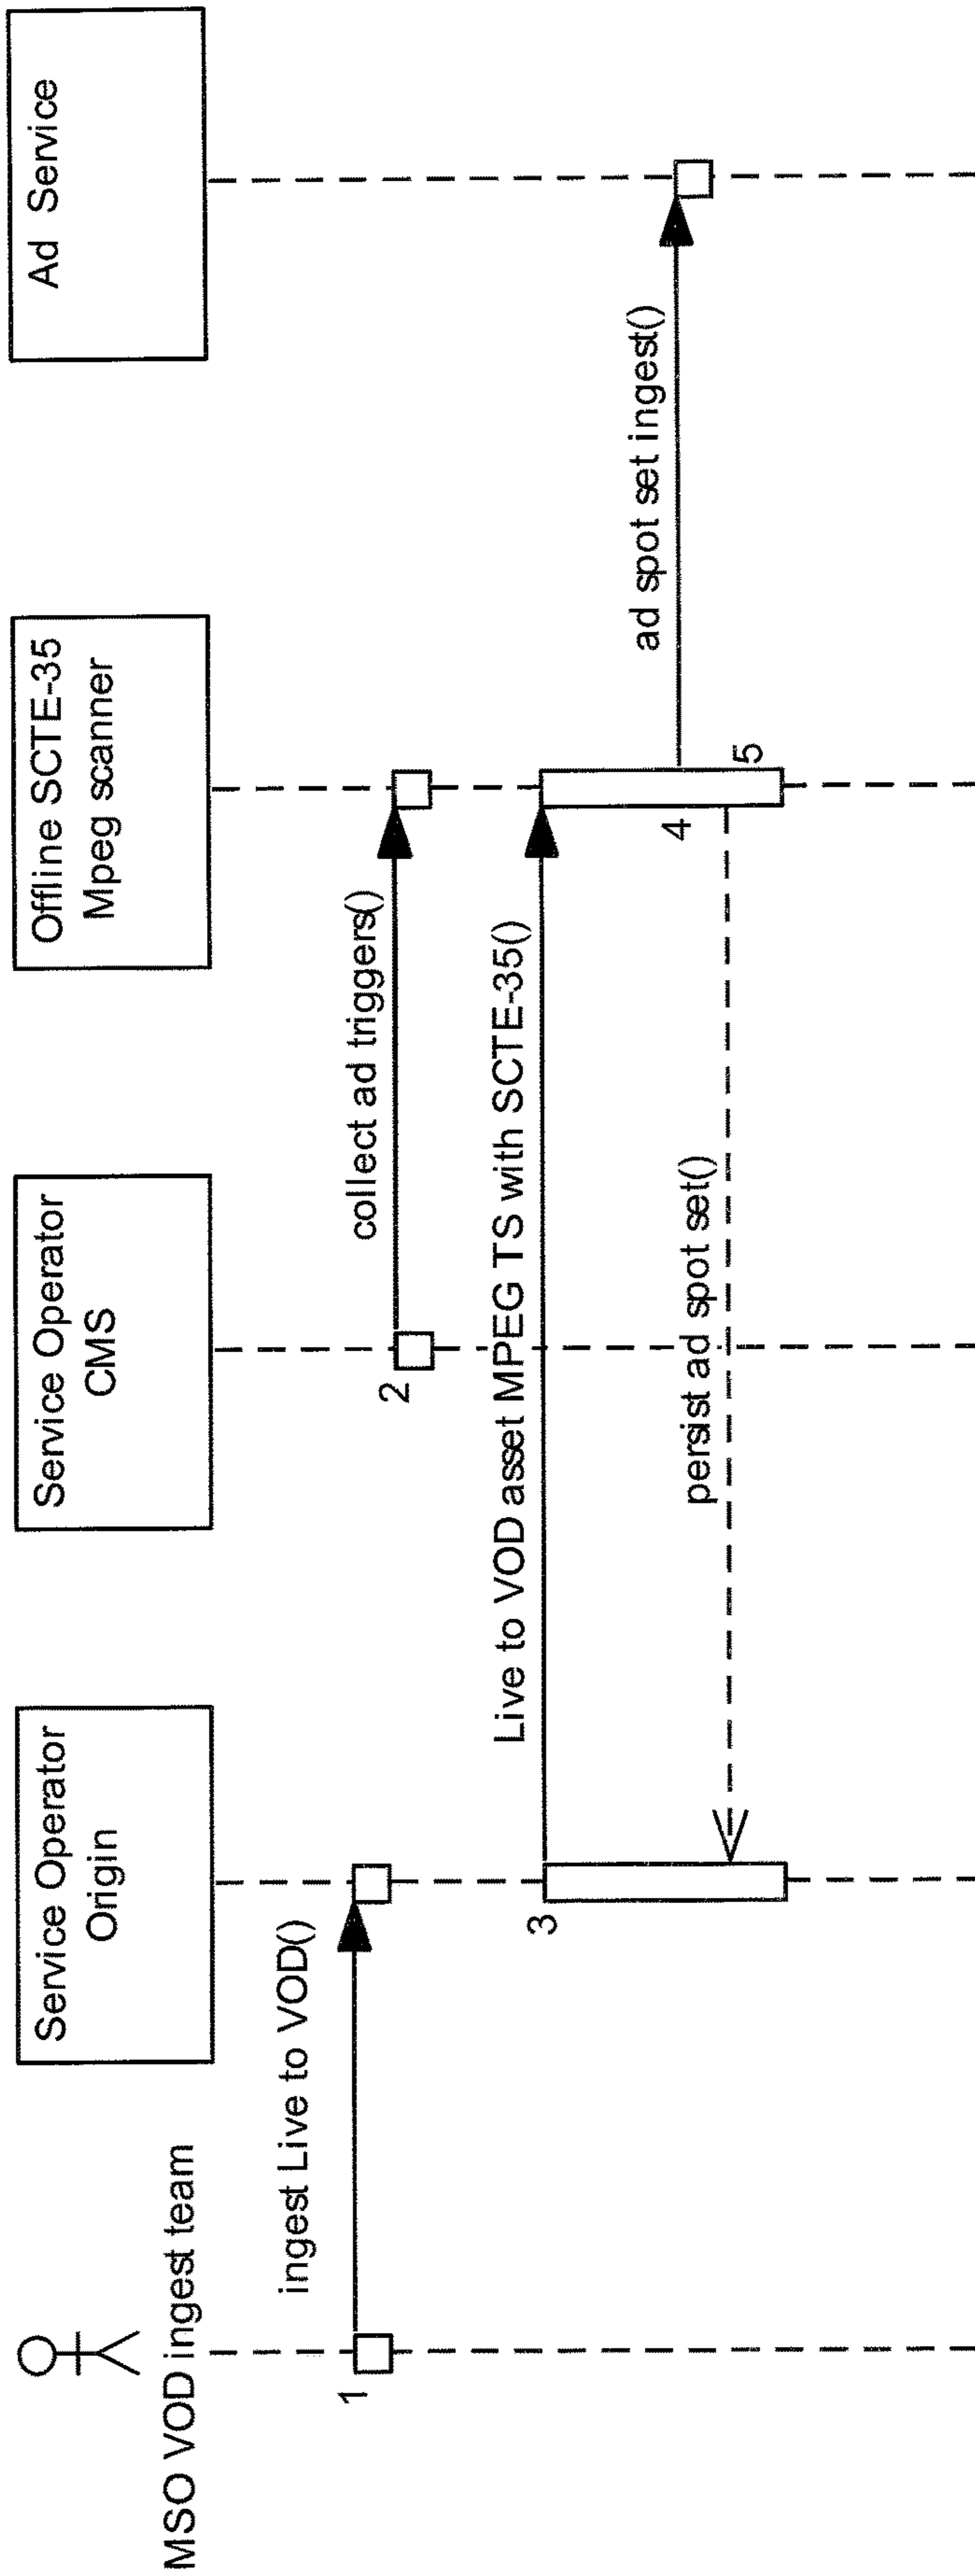 MSO VOD ingest team
Service Operator
Origin
Service Operator
CMS
Offline SCTE-35
Mpeg scanner
Ad Service
1
ingest Live to VOD()
2
collect ad triggers()
3
Live to VOD asset MPEG TS with SCTE-35()
4
ad spot set ingest()
persist ad spot set()
5